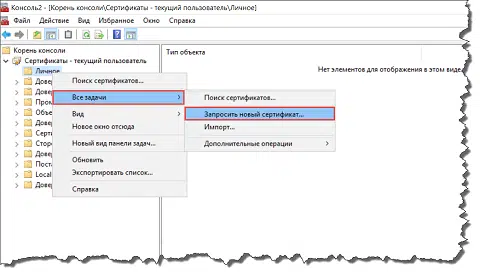 Консоль2 - [Корень консоли\Сертификаты - текущий пользователь\Личное]
Файл Действие Вид Избранное Окно Справка
Корень консоли
Сертификаты - текущий пользователь
Личное
Дове
Дове
Пром
Объе
Дове
Серти
Сторо
Дове
Поста
Local
Дове
Тип объекта
Нет элементов для отображения в этом виде.
Поиск сертификатов...
Все задачи
Вид
Новое окно отсюда
Новый вид панели задач...
Обновить
Экспортировать список...
Справка
Поиск сертификатов...
Запросить новый сертификат...
Импорт...
Дополнительные операции